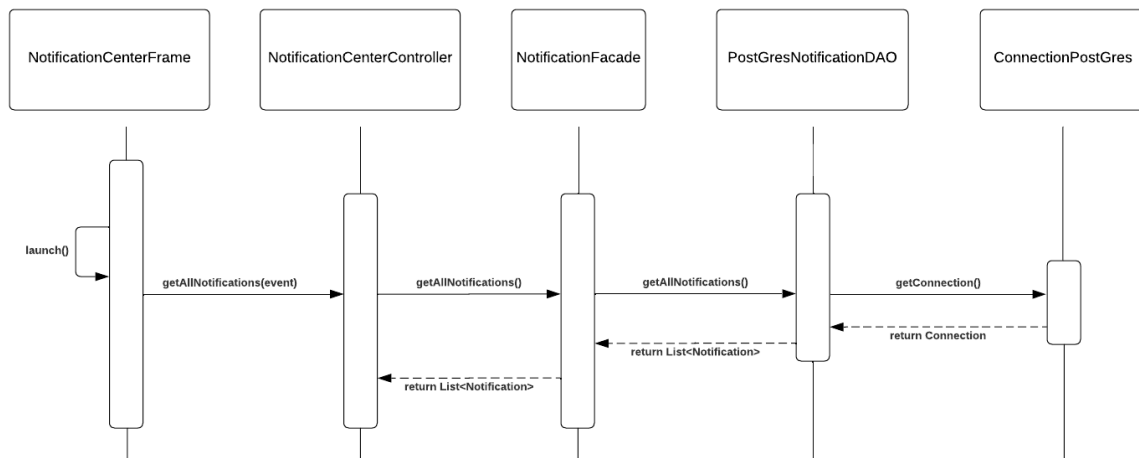 NotificationCenterFrame
NotificationCenterController
NotificationFacade
PostGresNotificationDAO
ConnectionPostGres
launch()
getAllNotifications(event)
getAllNotifications()
getAllNotifications()
getConnection()
return Connection
return List<Notification>
return List<Notification>